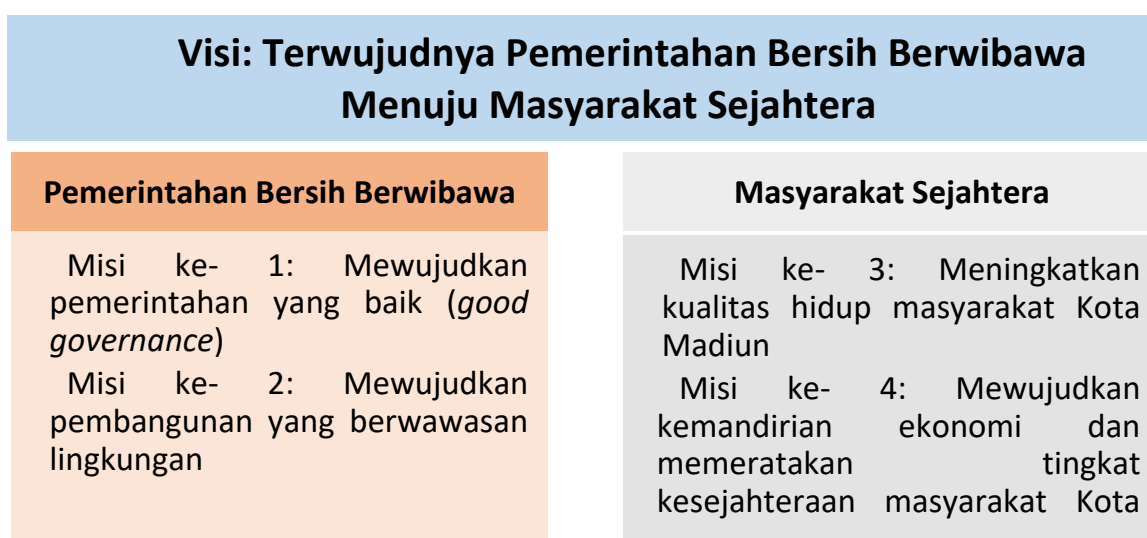 Visi: Terwujudnya Pemerintahan Bersih Berwibawa
Menuju Masyarakat Sejahtera
Pemerintahan Bersih Berwibawa
Misi ke- 1: Mewujudkan
pemerintahan yang baik (good
governance)
Misi ke- 2: Mewujudkan
pembangunan yang berwawasan
lingkungan
Masyarakat Sejahtera
Misi ke- 3: Meningkatkan
kualitas hidup masyarakat Kota
Madiun
Misi ke- 4: Mewujudkan
kemandirian ekonomi dan
memeratakan tingkat
kesejahteraan masyarakat Kota